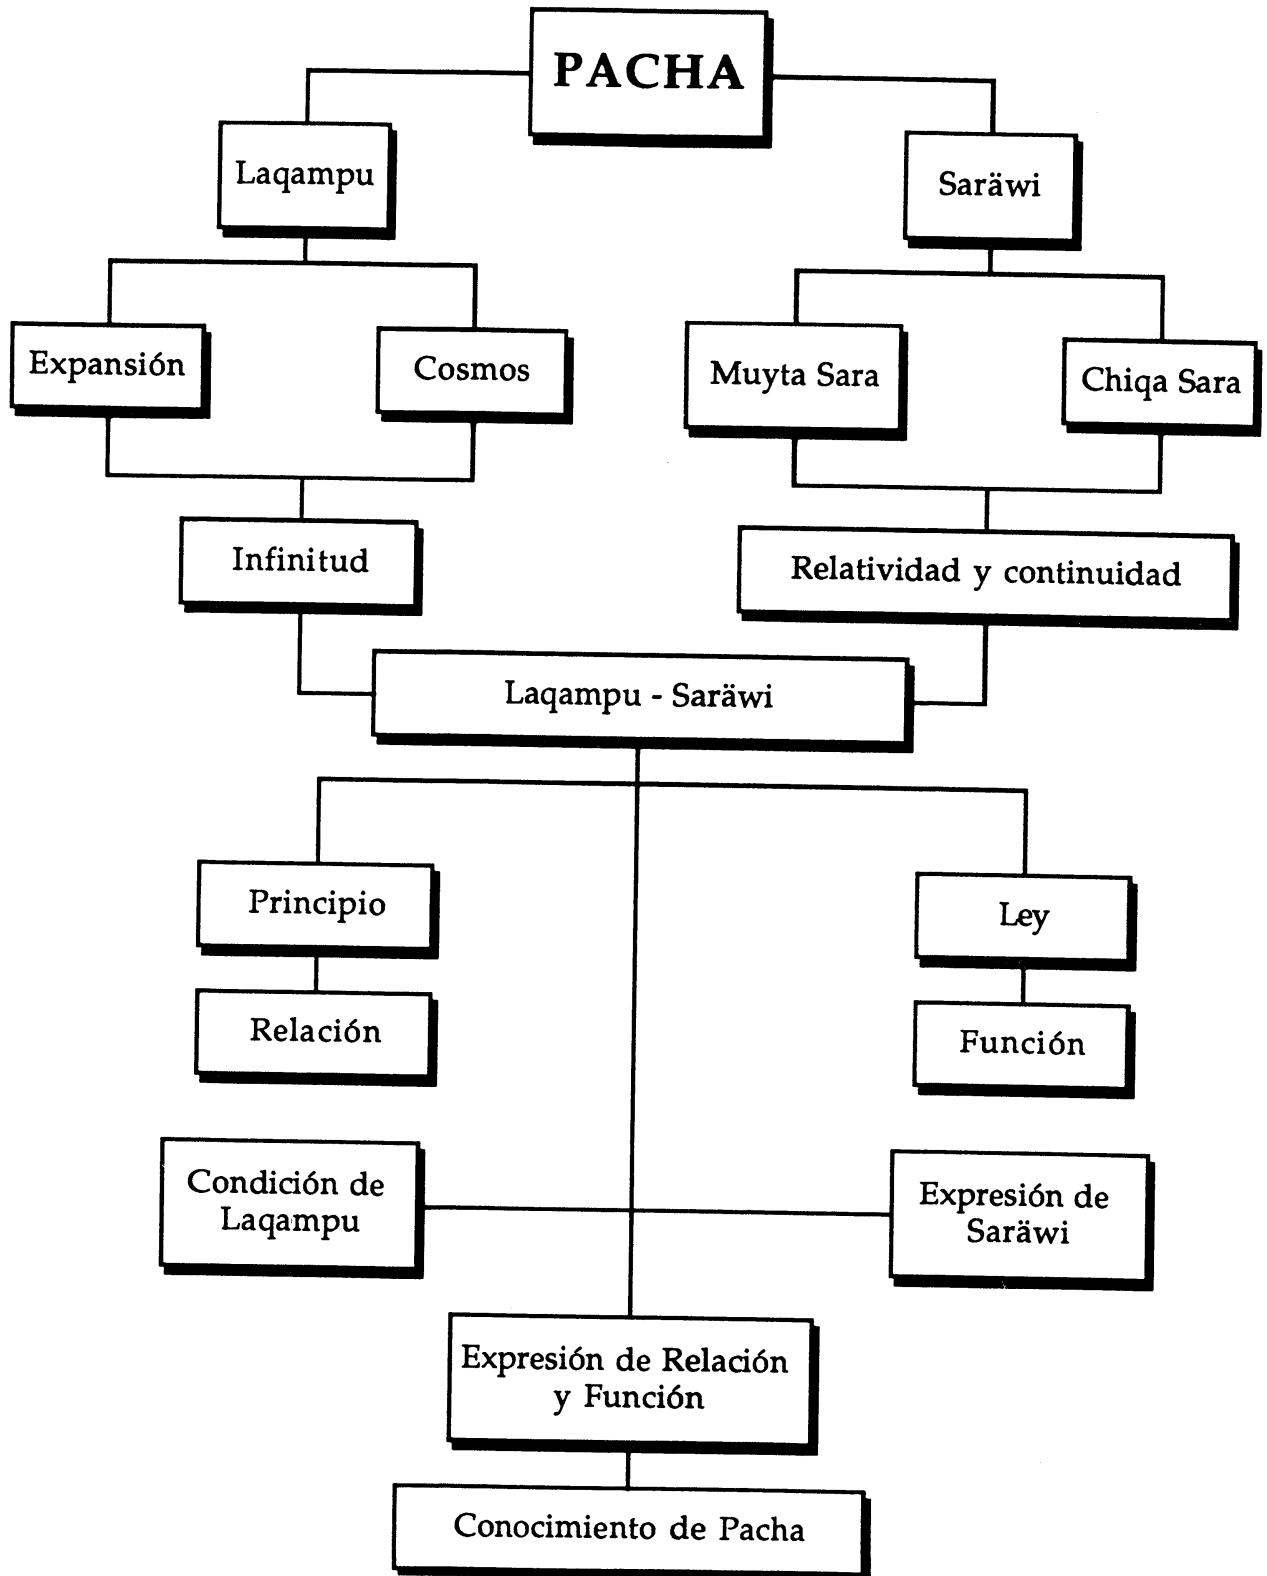 PACHA
Laqampu
Saräwi
Expansión
Cosmos
Muyta Sara
Chiqa Sara
Infinitud
Relatividad y continuidad
Laqampu - Saräwi
Principio
Ley
Relación
Función
Condición de
Laqampu
Expresión de
Saräwi
Expresión de Relación
y Función
Conocimiento de Pacha